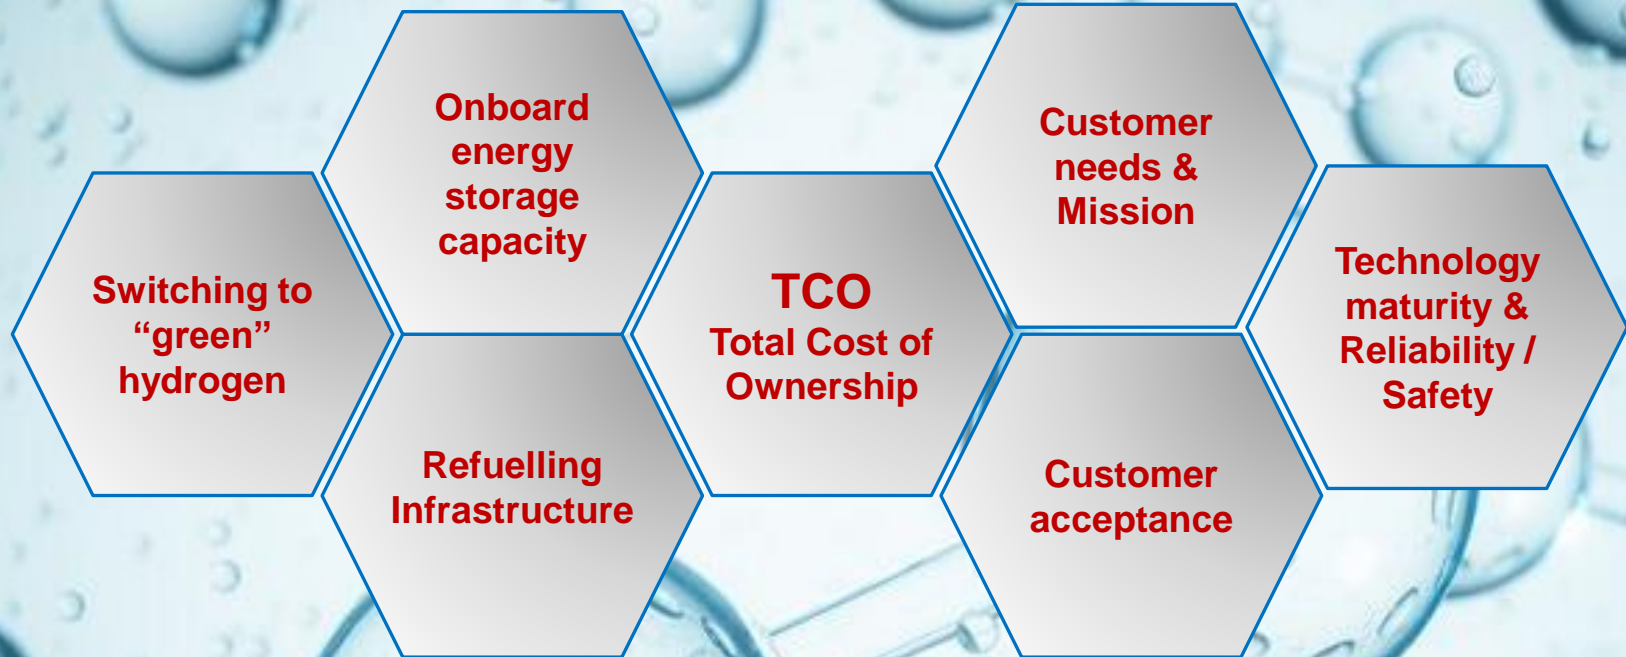 Switching to
“green”
hydrogen
Onboard
energy
storage
capacity
Refuelling
Infrastructure
TCO
Total Cost of
Ownership
Customer
needs &
Mission
Customer
acceptance
Technology
maturity &
Reliability /
Safety